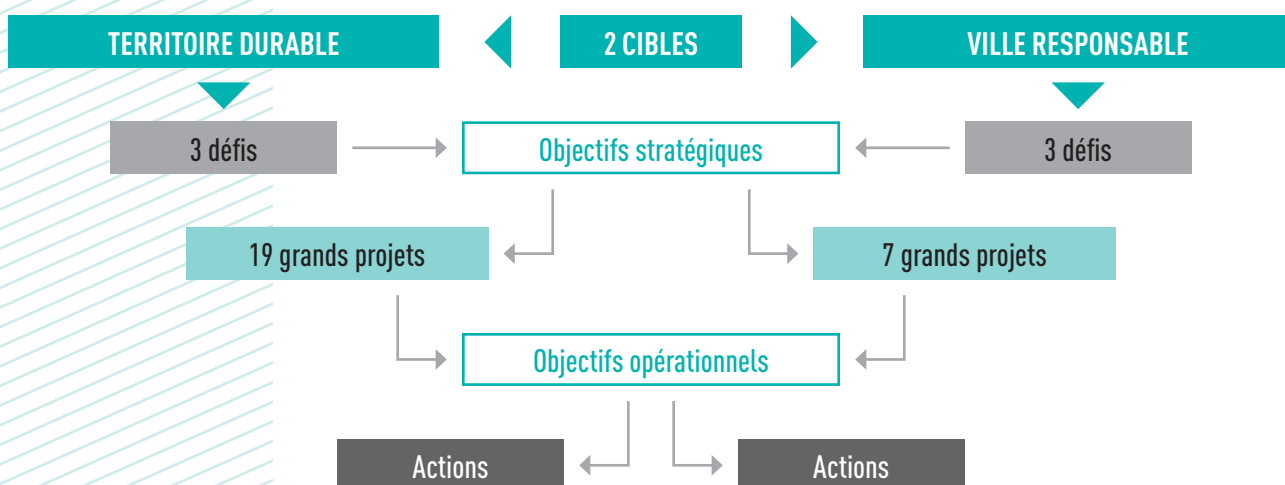 TERRITOIRE DURABLE
2 CIBLES
VILLE RESPONSABLE
3 défis
Objectifs stratégiques
3 défis
19 grands projets
7 grands projets
Objectifs opérationnels
Actions
Actions